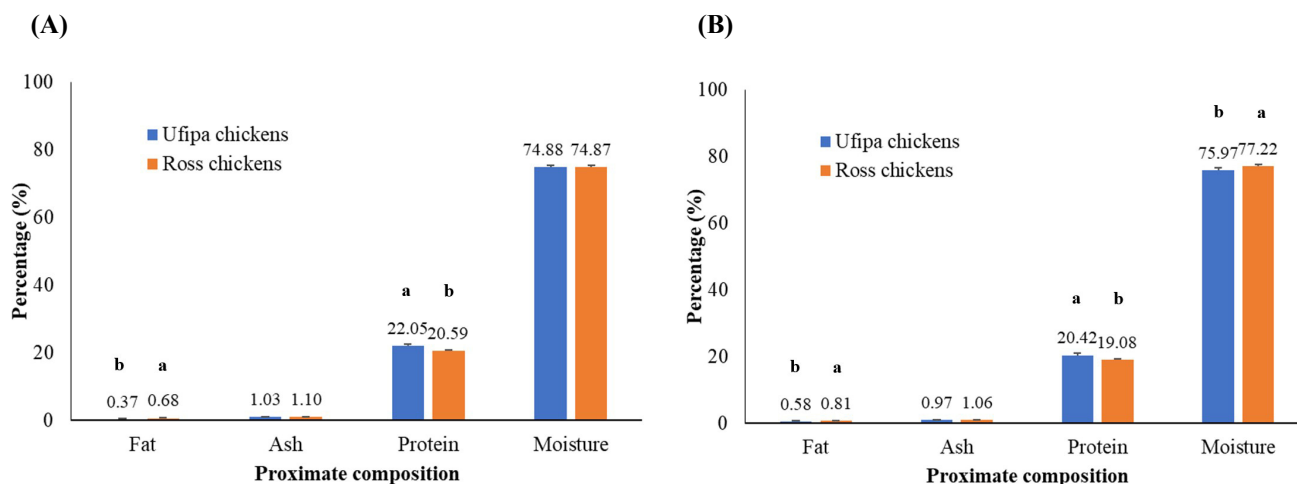 (A)
100
80
60
40
20
0
Percentage (%)
Ufipa chickens
Ross chickens
b a
0.37 0.68
1.03 1.10
a b
22.05 20.59
74.88 74.87
Fat Ash Protein Moisture
Proximate composition
(B)
100
80
60
40
20
0
Percentage (%)
Ufipa chickens
Ross chickens
b a
0.58 0.81
0.97 1.06
a b
20.42 19.08
b a
75.97 77.22
Fat Ash Protein Moisture
Proximate composition